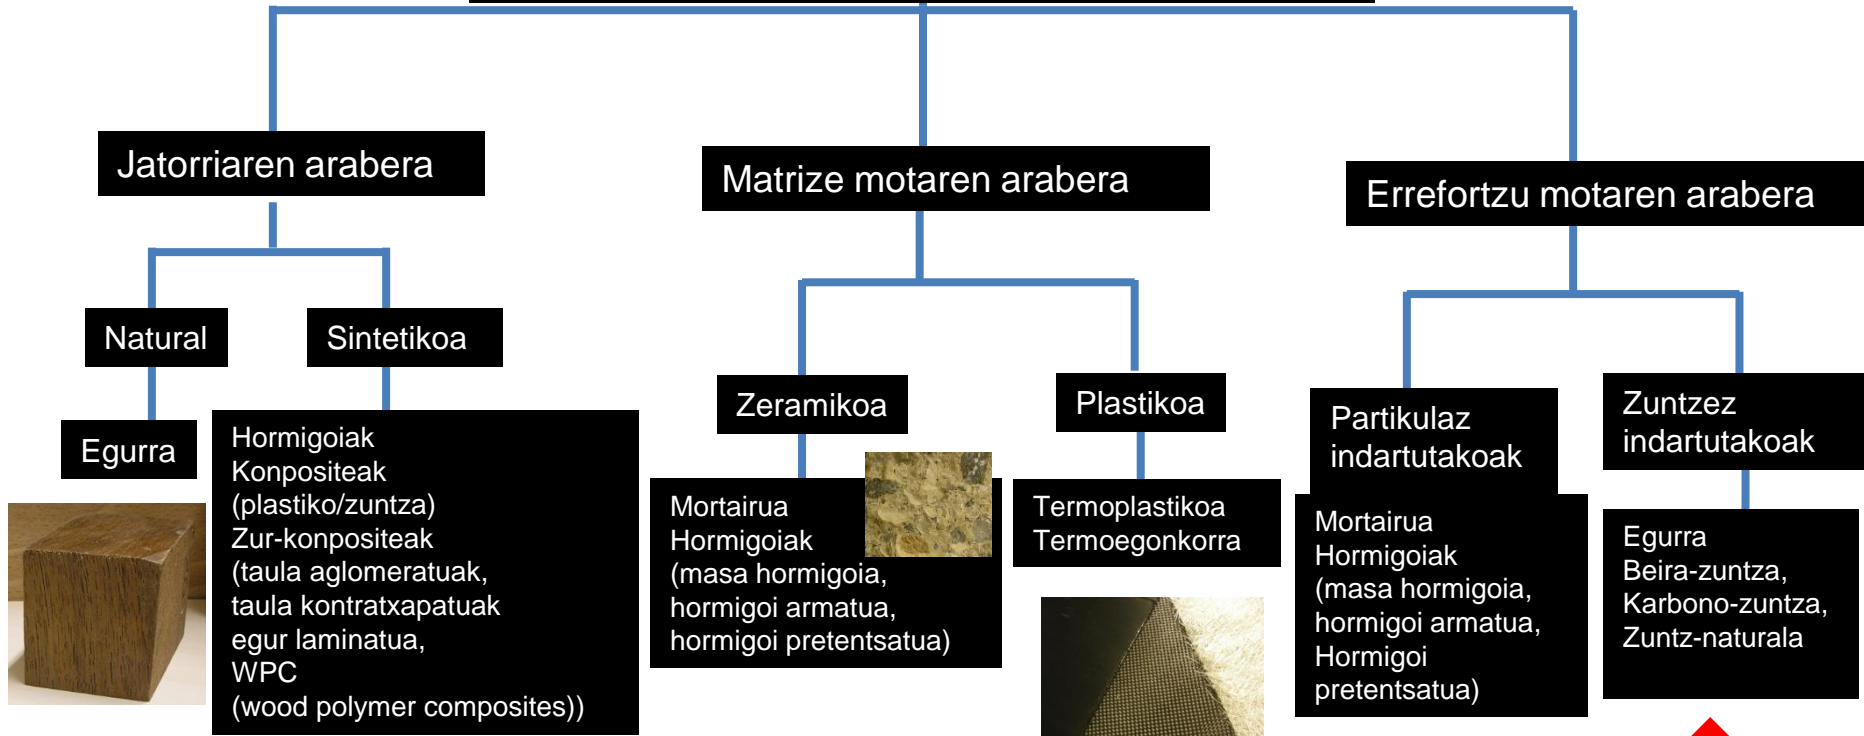 Jatorriaren arabera
Natural
Sintetikoa
Egurra
Hormigoiak
Konpositeak
(plastiko/zuntza)
Zur-konpositeak
(taula aglomeratuak,
taula kontratxapatuak
egur laminatua,
WPC
(wood polymer composites))
Matrize motaren arabera
Zeramikoa
Plastikoa
Mortairua
Hormigoiak
(masa hormigoia,
hormigoi armatua,
hormigoi pretentsatua)
Termoplastikoa
Termoegonkorra
Errefortzu motaren arabera
Partikulaz
indartutakoak
Zuntzez
indartutakoak
Mortairua
Hormigoiak
(masa hormigoia,
hormigoi armatua,
Hormigoi
pretentsatua)
Egurra
Beira-zuntza,
Karbono-zuntza,
Zuntz-naturala